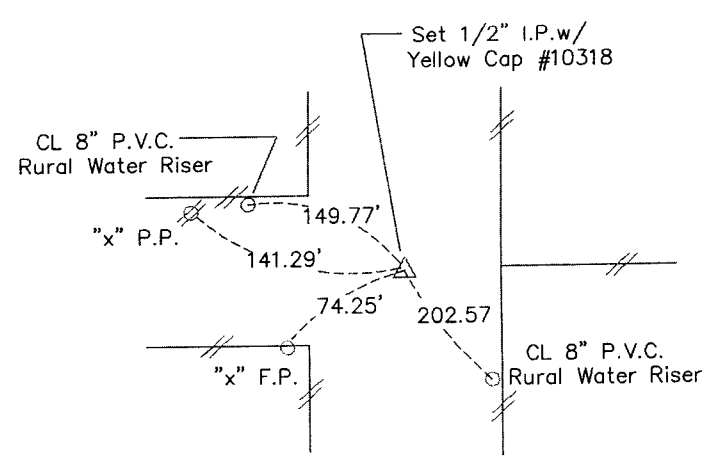 Set 1/2" I.P.w/
Yellow Cap #10318
CL 8" P.V.C.
Rural Water Riser
149.77'
"x" P.P.
141.29'
74.25'
202.57
CL 8" P.V.C.
Rural Water Riser
"x" F.P.